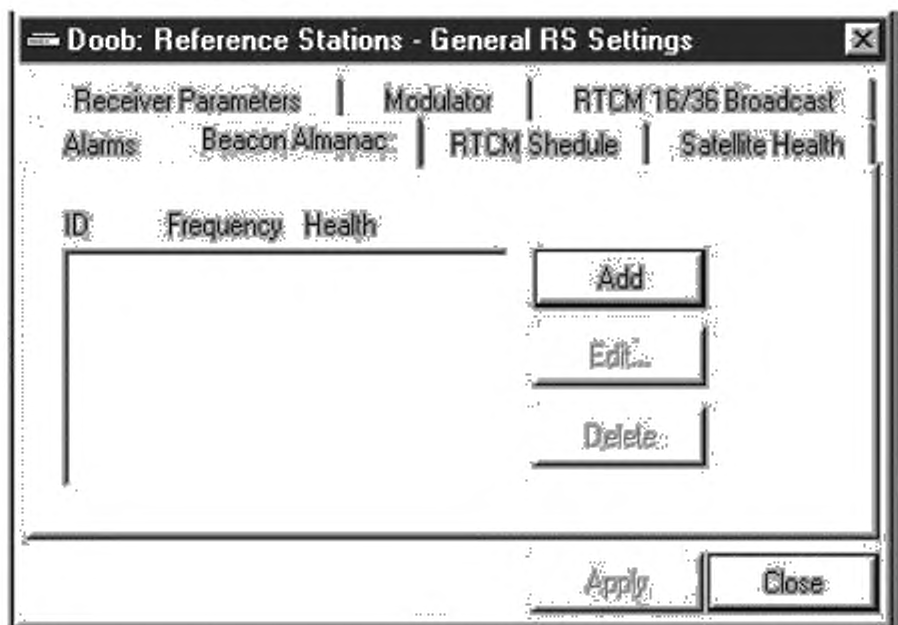 Doob: Reference Stations - General RS Settings
Receiver Parameters Modulator RTCM 16/36 Broadcast
Alarms Beacon Almanac RTCM Shedule Satellite Health
ID Frequency Health
Add
Edit...
Delete
Apply Close